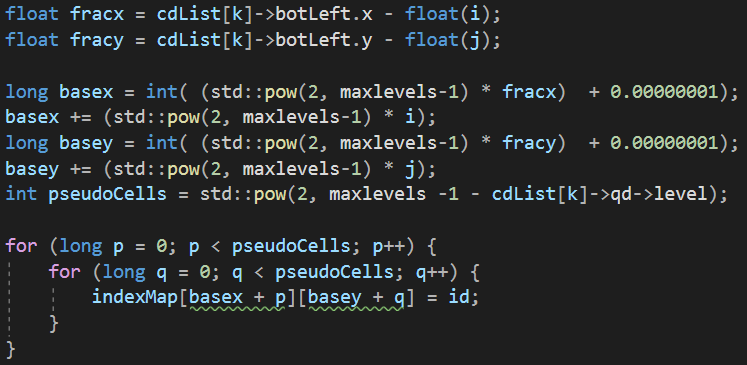 float fracx = cdList[k]->botLeft.x - float(i);
float fracy = cdList[k]->botLeft.y - float(j);

long basex = int( (std::pow(2, maxlevels-1) * fracx)  + 0.00000001);
basex += (std::pow(2, maxlevels-1) * i);
long basey = int( (std::pow(2, maxlevels-1) * fracy)  + 0.00000001);
basey += (std::pow(2, maxlevels-1) * j);
int pseudoCells = std::pow(2, maxlevels -1 - cdList[k]->qd->level);

for (long p = 0; p < pseudoCells; p++) {
    for (long q = 0; q < pseudoCells; q++) {
        indexMap[basex + p][basey + q] = id;
    }
}